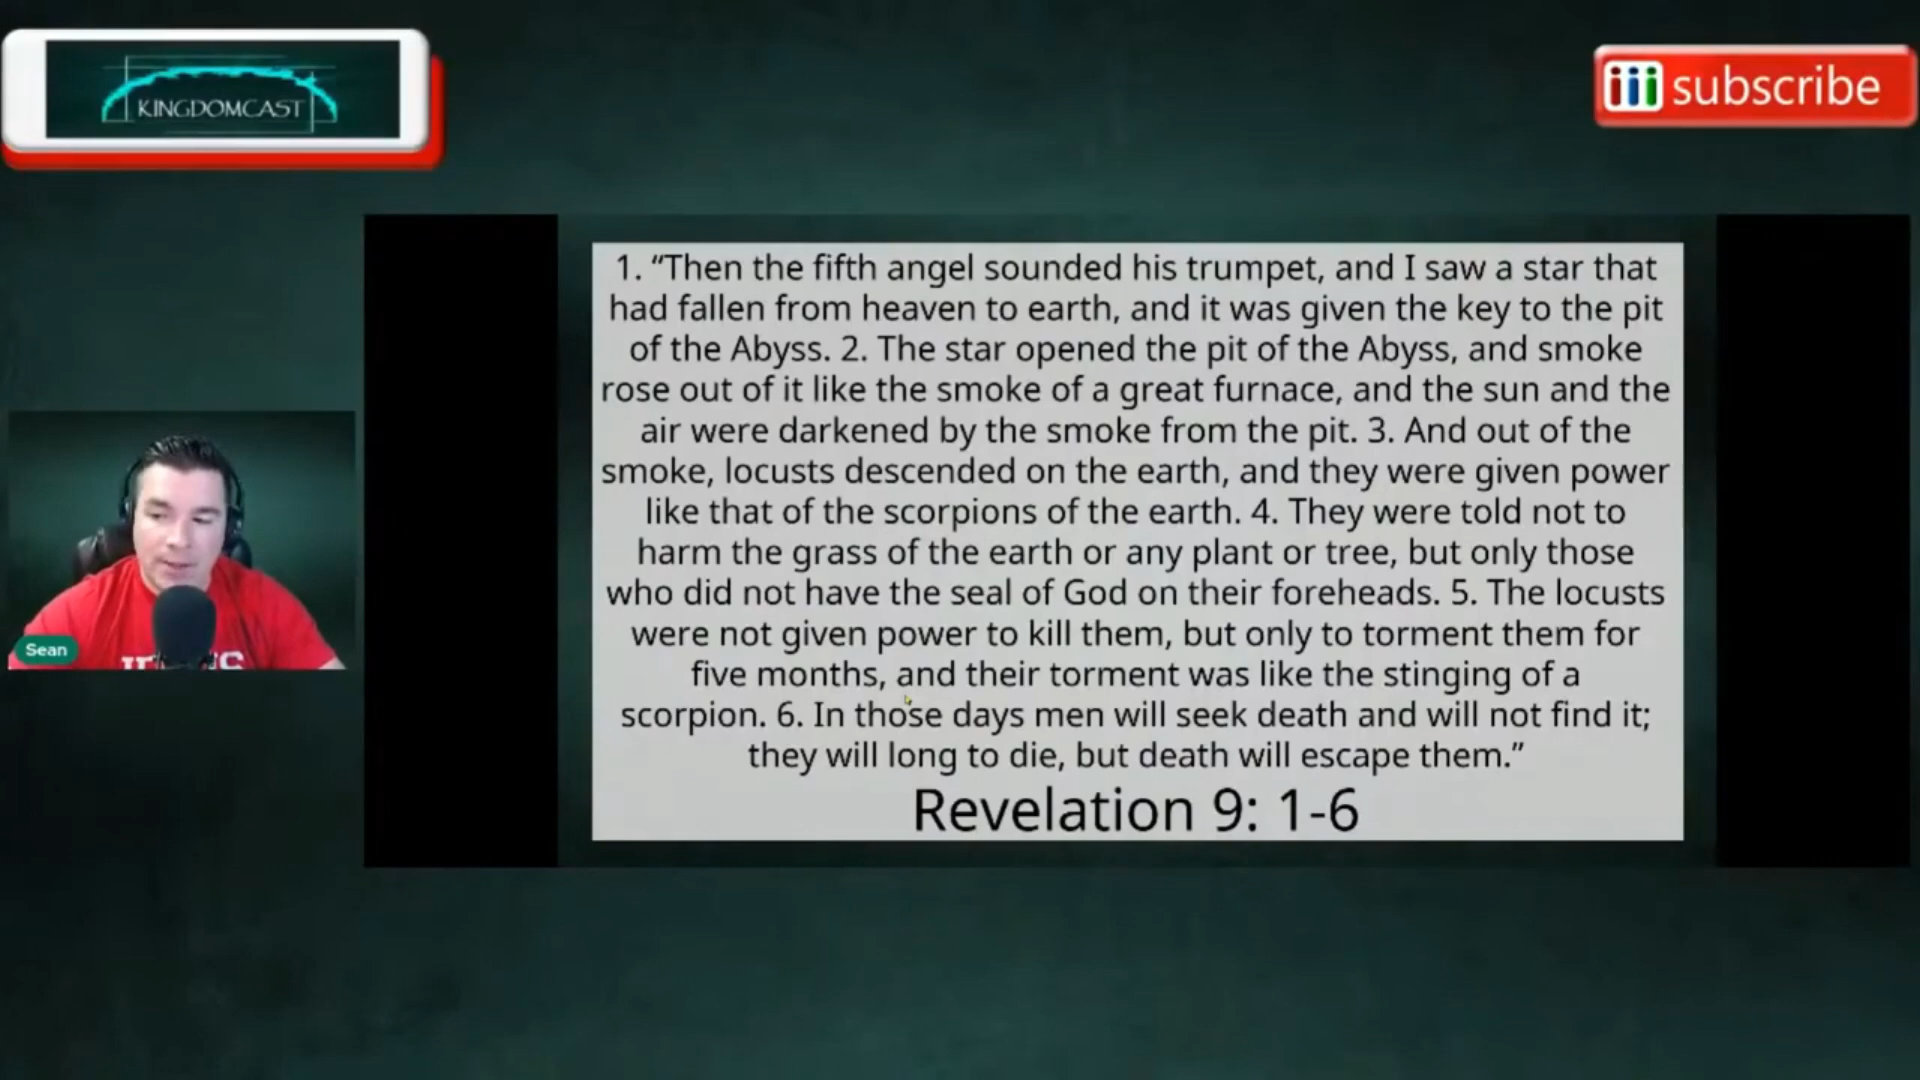 KINGDOMCAST
subscribe
1. “Then the fifth angel sounded his trumpet, and I saw a star that
had fallen from heaven to earth, and it was given the key to the pit
of the Abyss. 2. The star opened the pit of the Abyss, and smoke
rose out of it like the smoke of a great furnace, and the sun and the
air were darkened by the smoke from the pit. 3. And out of the
smoke, locusts descended on the earth, and they were given power
like that of the scorpions of the earth. 4. They were told not to
harm the grass of the earth or any plant or tree, but only those
who did not have the seal of God on their foreheads. 5. The locusts
were not given power to kill them, but only to torment them for
five months, and their torment was like the stinging of a
scorpion. 6. In those days men will seek death and will not find it;
they will long to die, but death will escape them.”
Revelation 9: 1-6
Sean